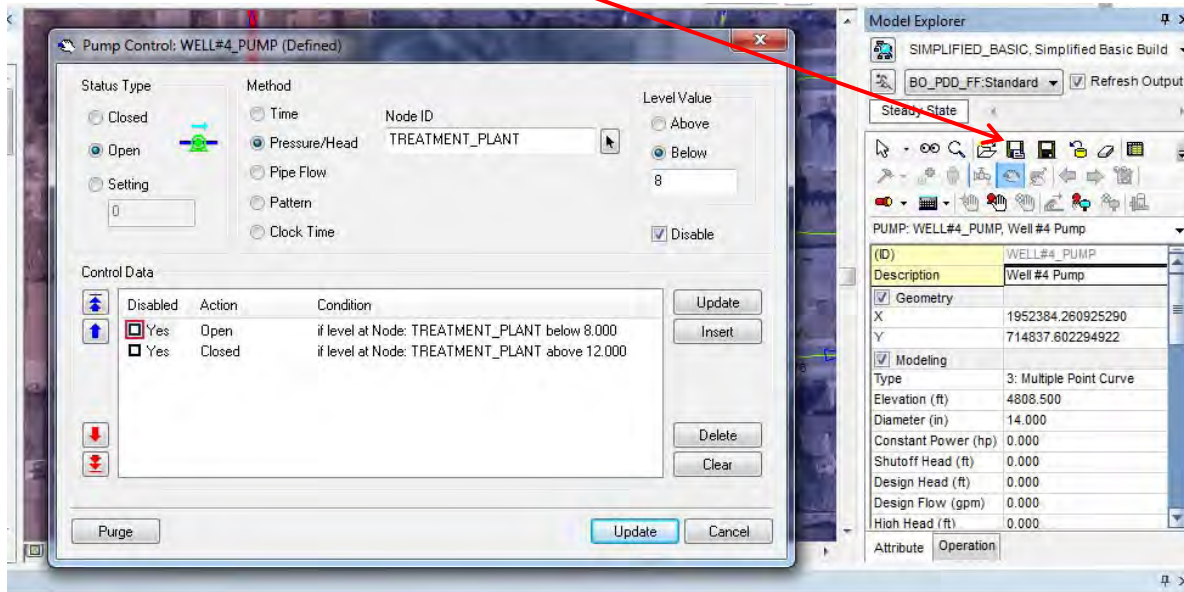 Pump Control: WELL#4_PUMP (Defined)
Status Type
Closed
Open
Setting
0
Method
Time
Pressure/Head
Pipe Flow
Pattern
Clock Time
Node ID
TREATMENT_PLANT
Level Value
Above
Below
8
Disable
Control Data
Disabled Action Condition
Yes Open if level at Node: TREATMENT_PLANT below 8.000
Yes Closed if level at Node: TREATMENT_PLANT above 12.000
Update
Insert
Delete
Clear
Purge
Update
Cancel
Model Explorer
SIMPLIFIED_BASIC, Simplified Basic Build
BO_PDD_FF:Standard
Refresh Output
Steady State
PUMP: WELL#4_PUMP, Well #4 Pump
(ID) WELL#4_PUMP
Description Well #4 Pump
Geometry
X 1952384.260925290
Y 714837.602294922
Modeling
Type 3: Multiple Point Curve
Elevation (ft) 4808.500
Diameter (in) 14.000
Constant Power (hp) 0.000
Shutoff Head (ft) 0.000
Design Head (ft) 0.000
Design Flow (gpm) 0.000
High Head (ft) 0.000
Attribute Operation